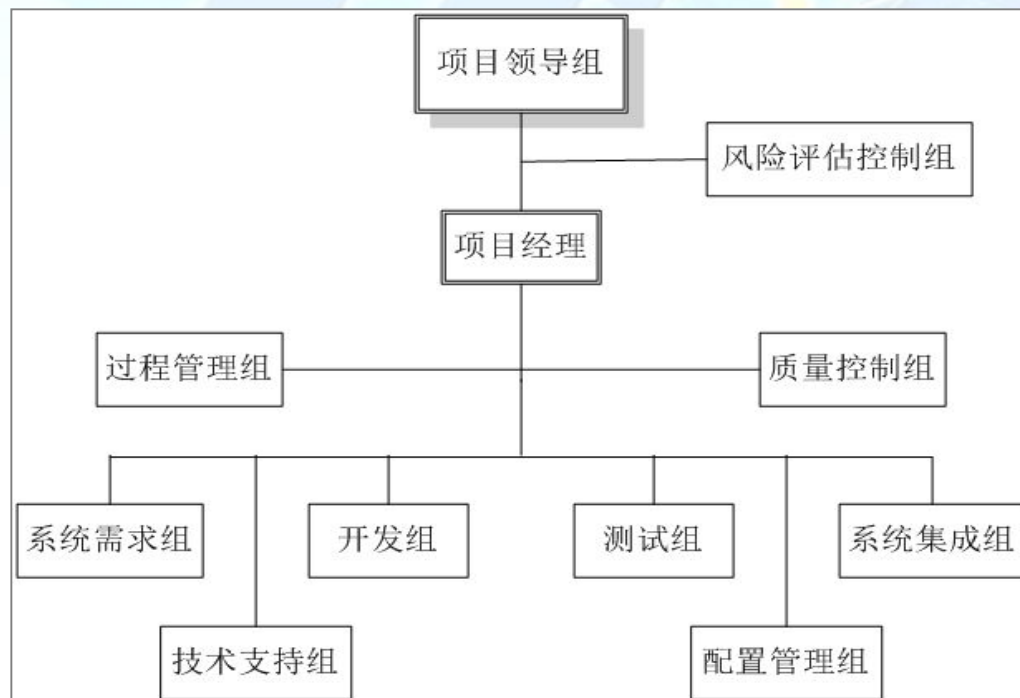 项目领导组
风险评估控制组
项目经理
过程管理组
质量控制组
系统需求组
开发组
测试组
系统集成组
技术支持组
配置管理组